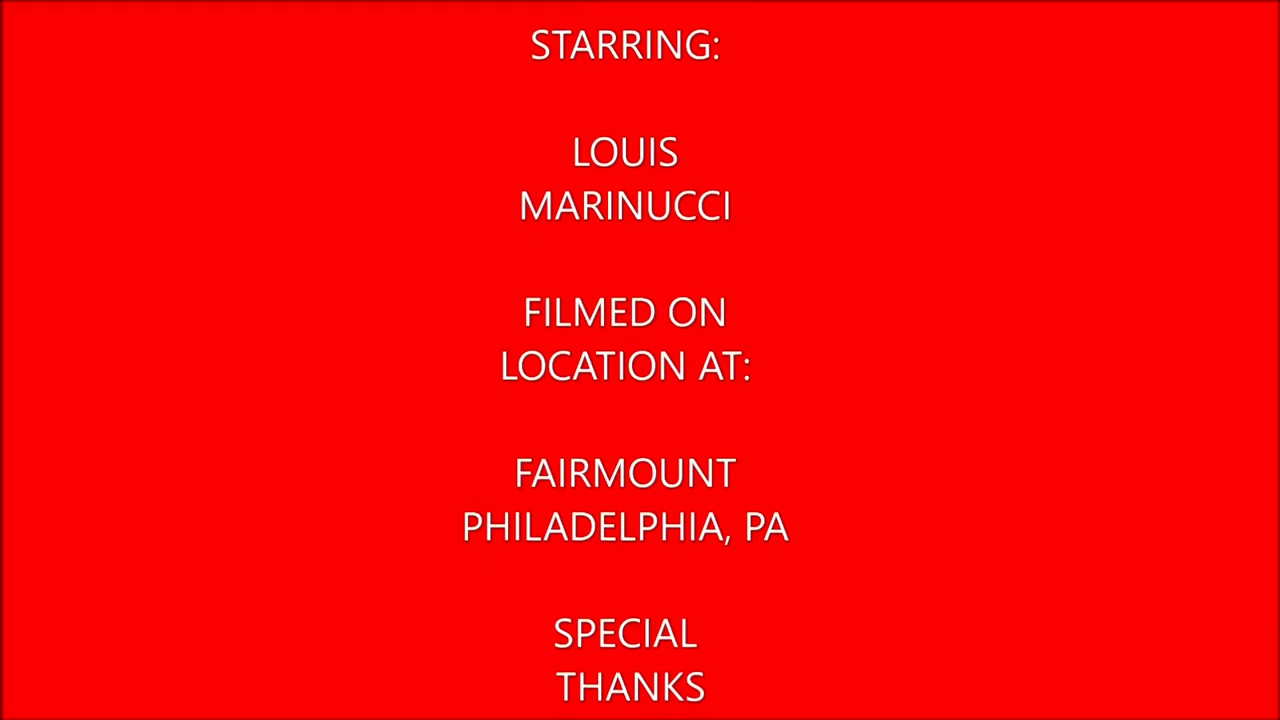 STARRING:
LOUIS
MARINUCCI
FILMED ON
LOCATION AT:
FAIRMOUNT
PHILADELPHIA, PA
SPECIAL
THANKS